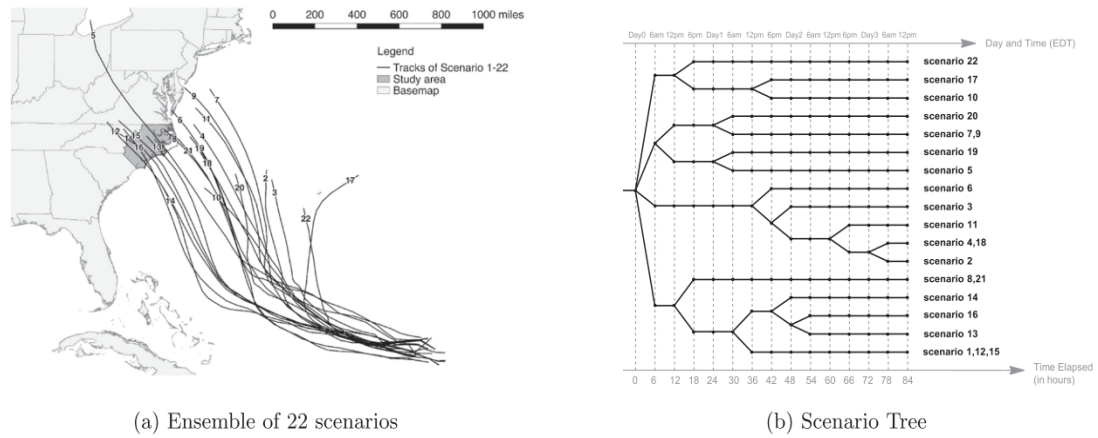 0 200 400 600 800 1000 miles
Legend
Tracks of Scenario 1-22
Study area
Basemap
5
9
7
6
11
12
15
16
13
8
4
21
19
18
14
10
20
2
3
22
17
(a) Ensemble of 22 scenarios
Day0 6am 12pm 6pm Day1 6am 12pm 6pm Day2 6am 12pm 6pm Day3 6am 12pm
Day and Time (EDT)
scenario 22
scenario 17
scenario 10
scenario 20
scenario 7,9
scenario 19
scenario 5
scenario 6
scenario 3
scenario 11
scenario 4,18
scenario 2
scenario 8,21
scenario 14
scenario 16
scenario 13
scenario 1,12,15
Time Elapsed
(in hours)
0 6 12 18 24 30 36 42 48 54 60 66 72 78 84
(b) Scenario Tree